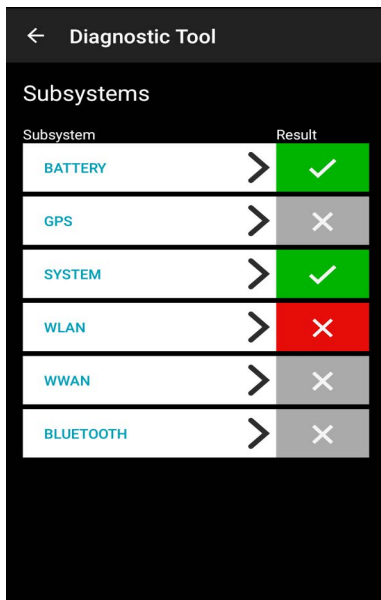 Diagnostic Tool
Subsystems
Subsystem Result
BATTERY
GPS
SYSTEM
WLAN
WWAN
BLUETOOTH